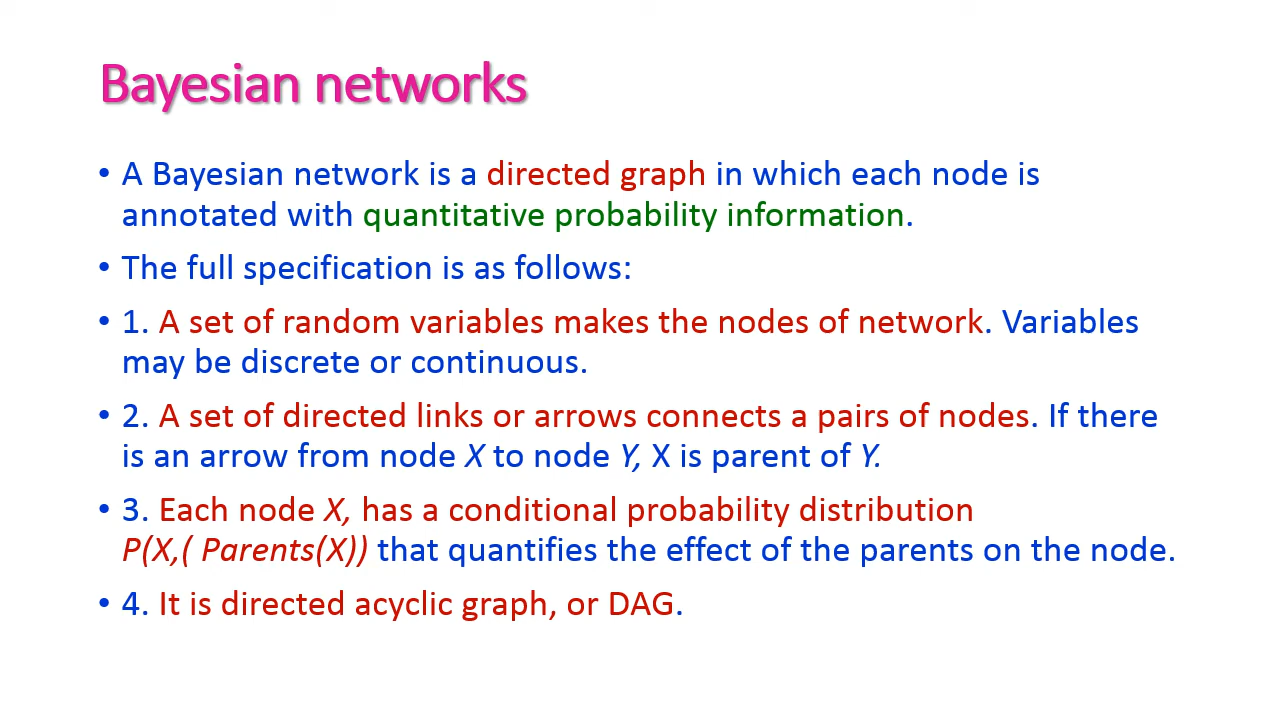 Bayesian networks
• A Bayesian network is a directed graph in which each node is
annotated with quantitative probability information.
• The full specification is as follows:
• 1. A set of random variables makes the nodes of network. Variables
may be discrete or continuous.
• 2. A set of directed links or arrows connects a pairs of nodes. If there
is an arrow from node X to node Y, X is parent of Y.
• 3. Each node X, has a conditional probability distribution
P(X,( Parents(X)) that quantifies the effect of the parents on the node.
• 4. It is directed acyclic graph, or DAG.